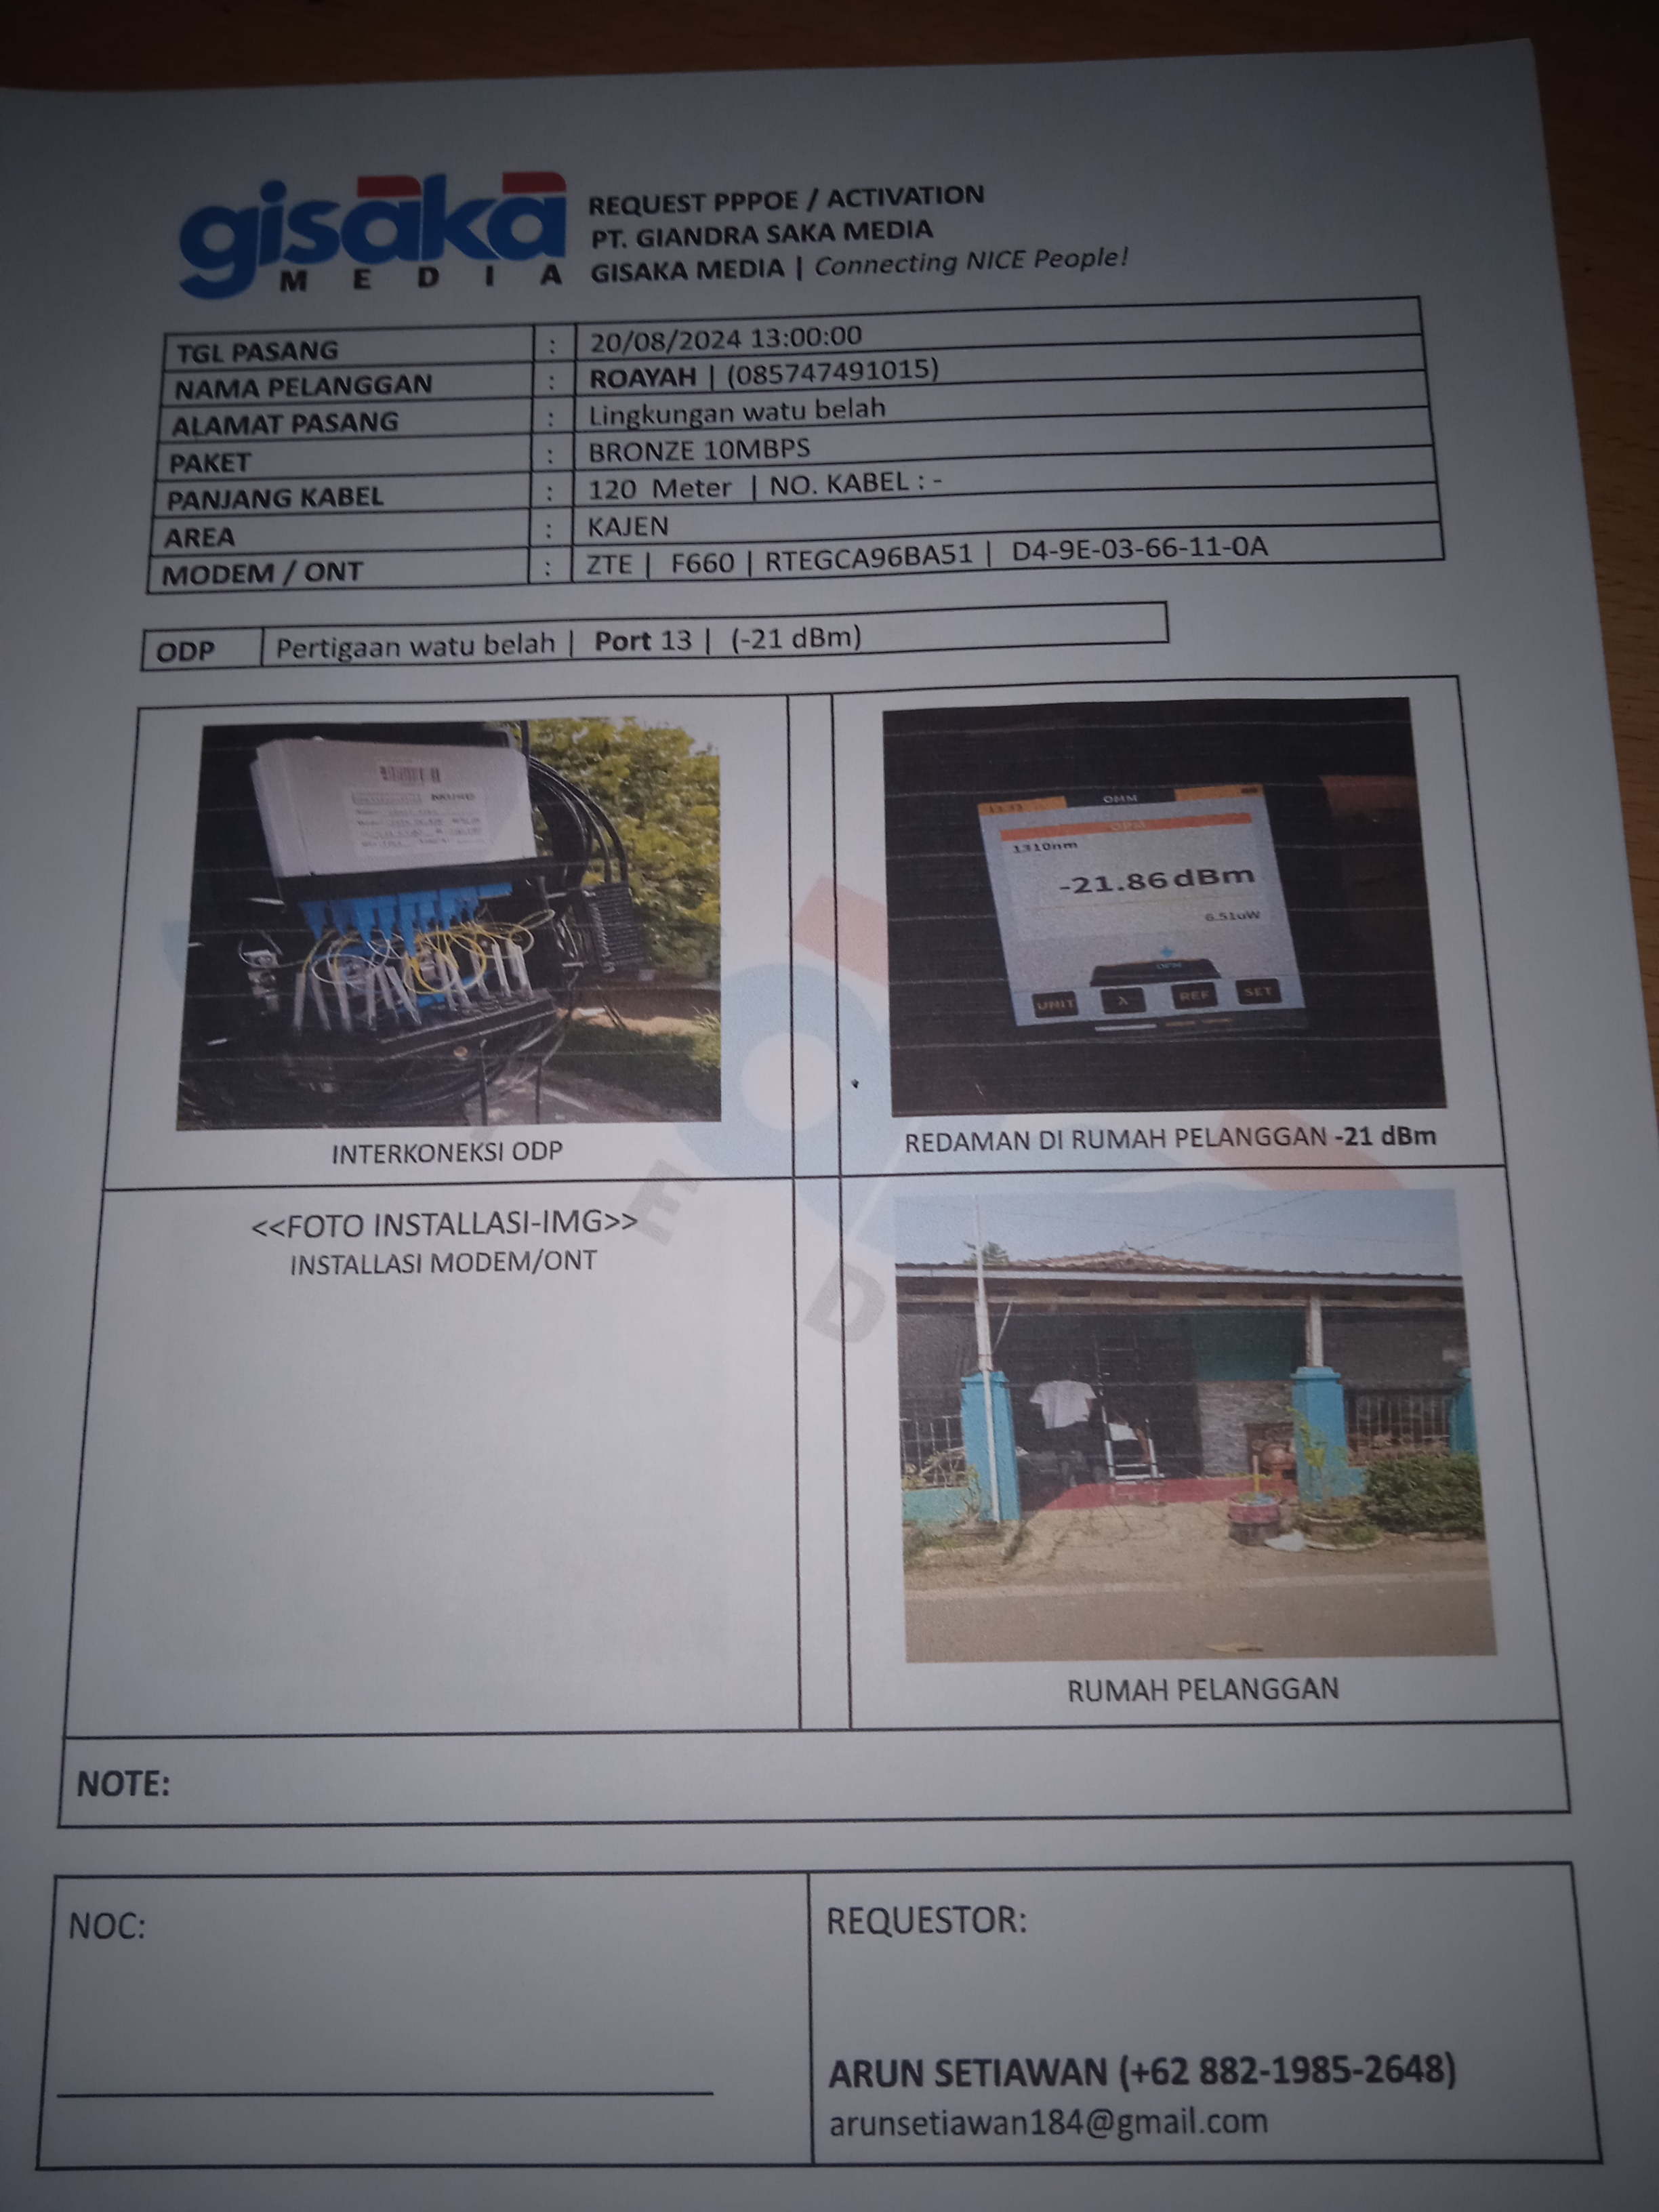 gisaka
MEDIA
REQUEST PPPOE / ACTIVATION
PT. GIANDRA SAKA MEDIA
GISAKA MEDIA | Connecting NICE People!
TGL PASANG : 20/08/2024 13:00:00
NAMA PELANGGAN : ROAYAH | (085747491015)
ALAMAT PASANG : Lingkungan watu belah
PAKET : BRONZE 10MBPS
PANJANG KABEL : 120 Meter | NO. KABEL : -
AREA : KAJEN
MODEM / ONT : ZTE | F660 | RTEGCA96BA51 | D4-9E-03-66-11-0A
ODP Pertigaan watu belah | Port 13 | (-21 dBm)
OPM
1310nm
-21.86 dBm
6.51uW
OPM
UNIT λ REF SET
INTERKONEKSI ODP
REDAMAN DI RUMAH PELANGGAN -21 dBm
<<FOTO INSTALLASI-IMG>>
INSTALLASI MODEM/ONT
RUMAH PELANGGAN
NOTE:
NOC:
REQUESTOR:
ARUN SETIAWAN (+62 882-1985-2648)
arunsetiawan184@gmail.com